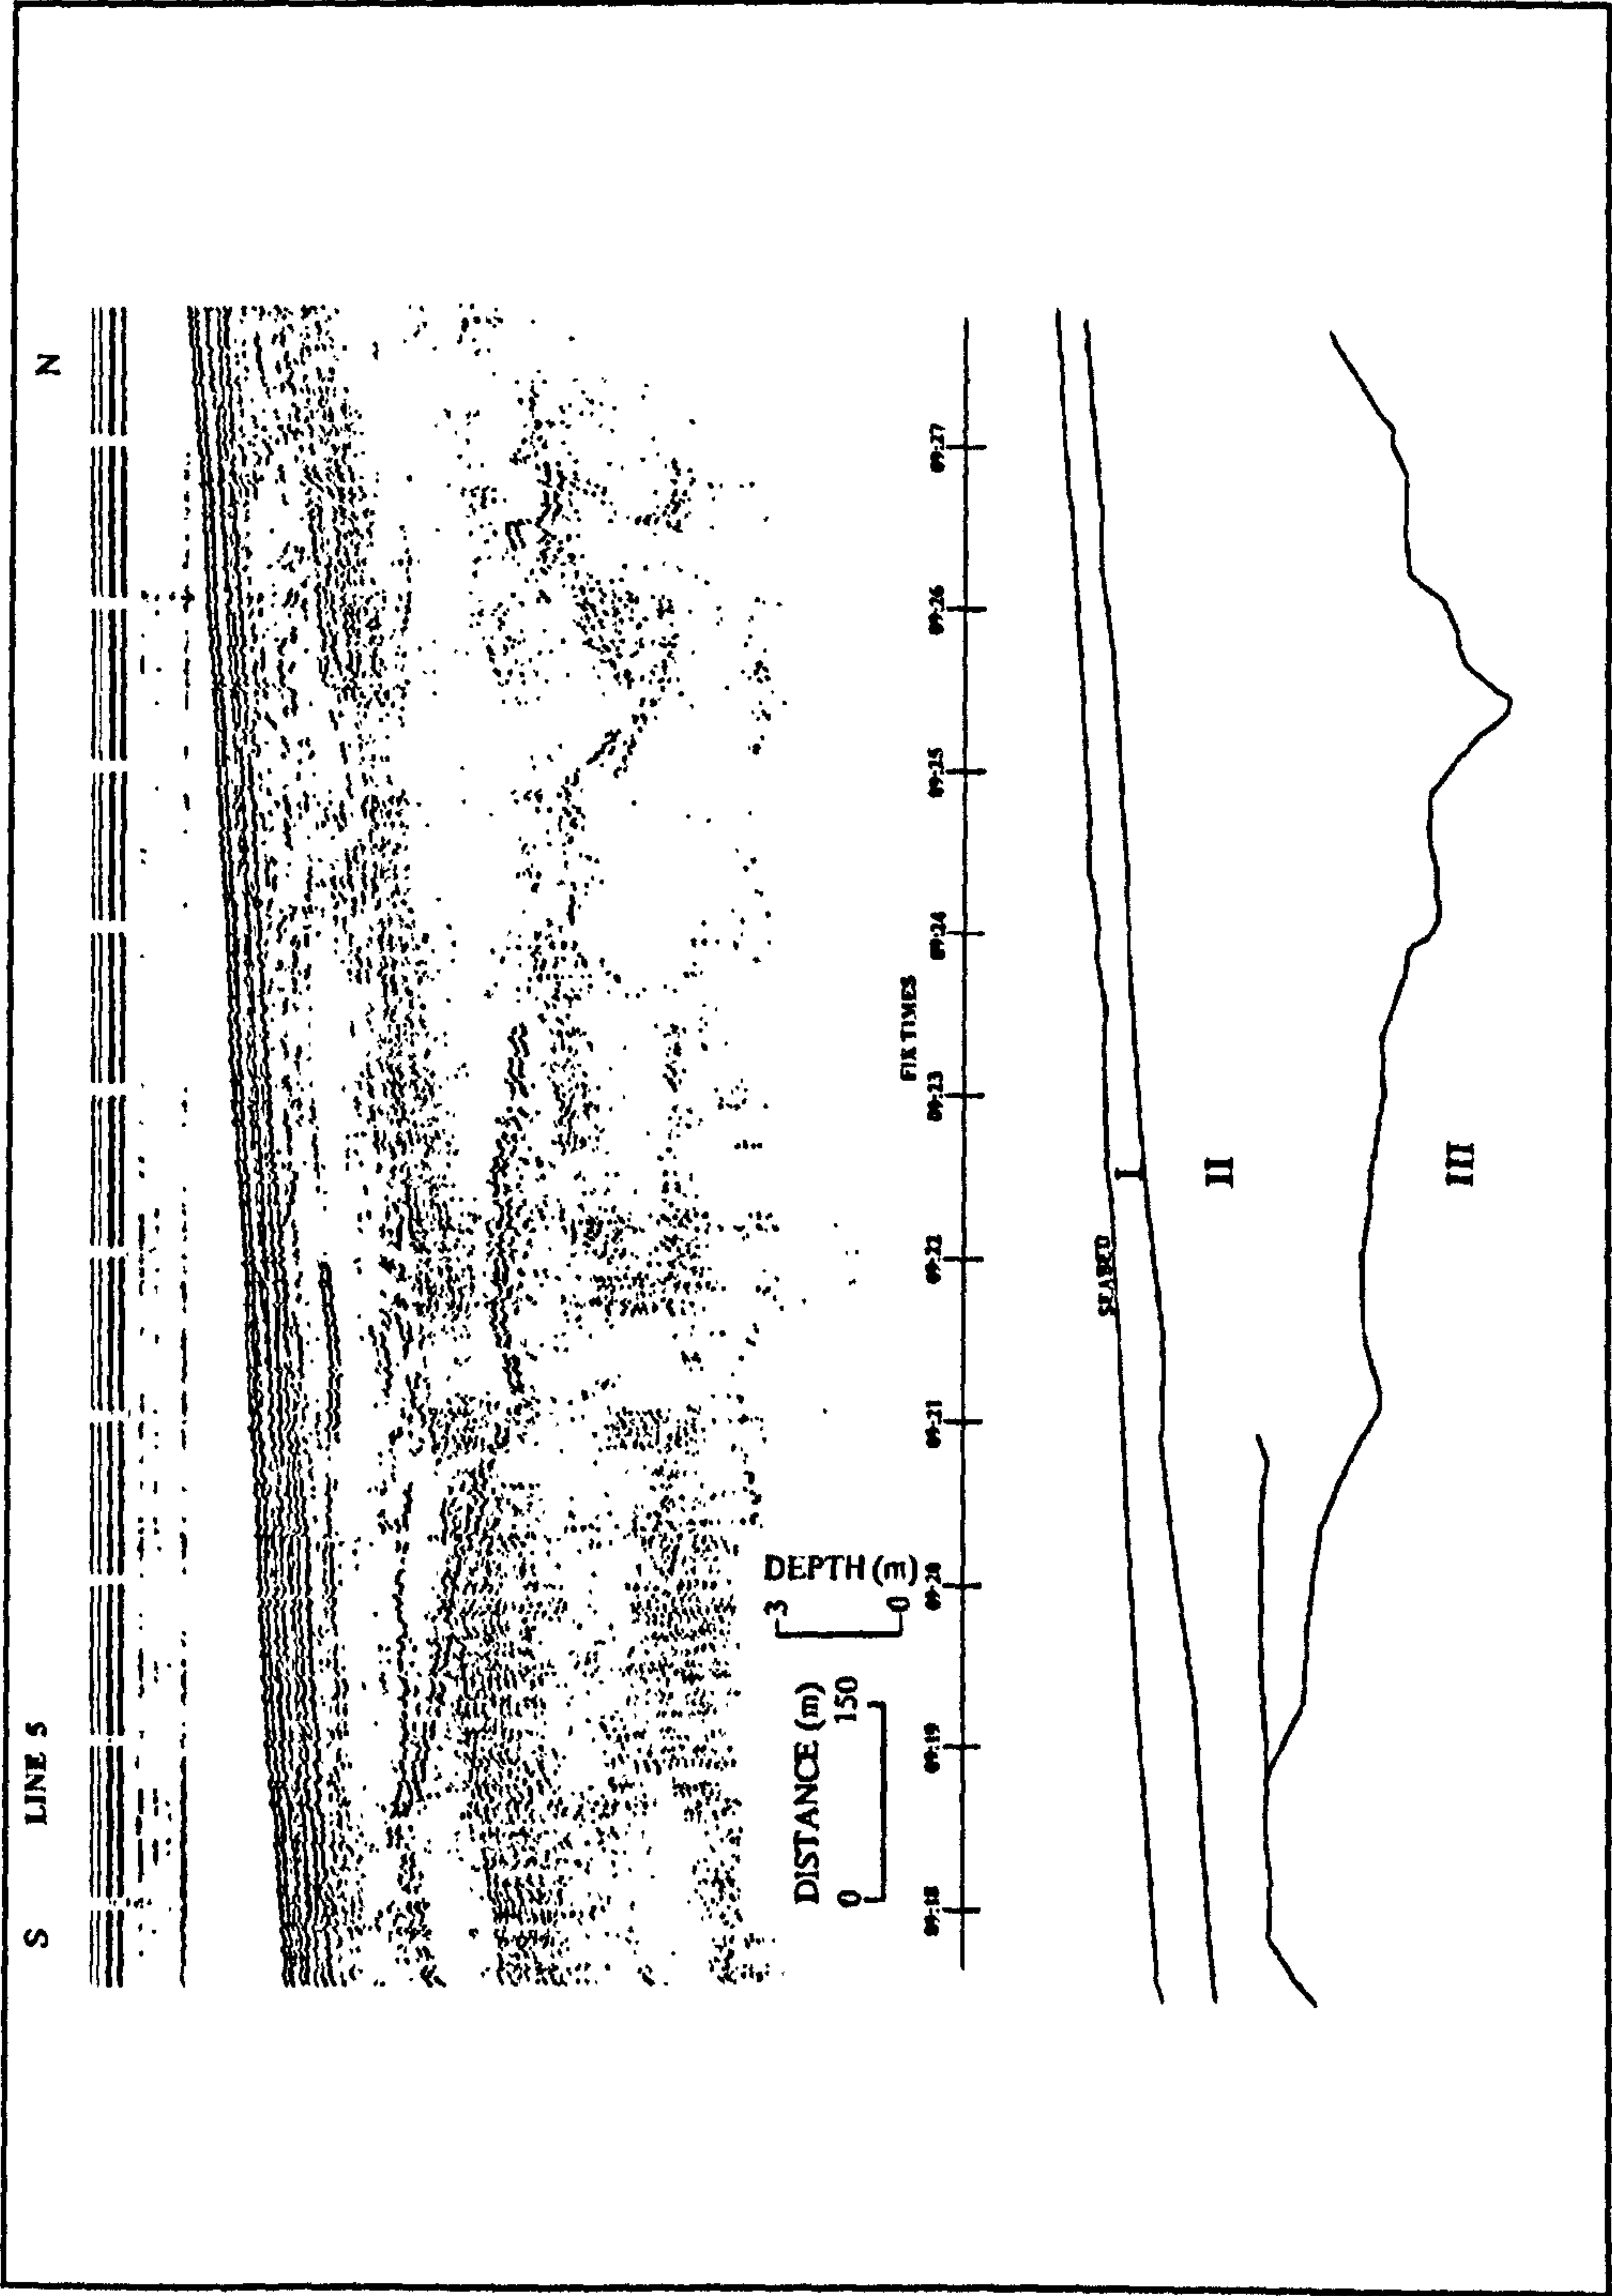 S LINE 5 N
DISTANCE (m)
0 150
DEPTH (m)
3
0
FIX TIMES
09:18 09:19 09:20 09:21 09:22 09:23 09:24 09:25 09:26 09:27
SEABED
I
II
III